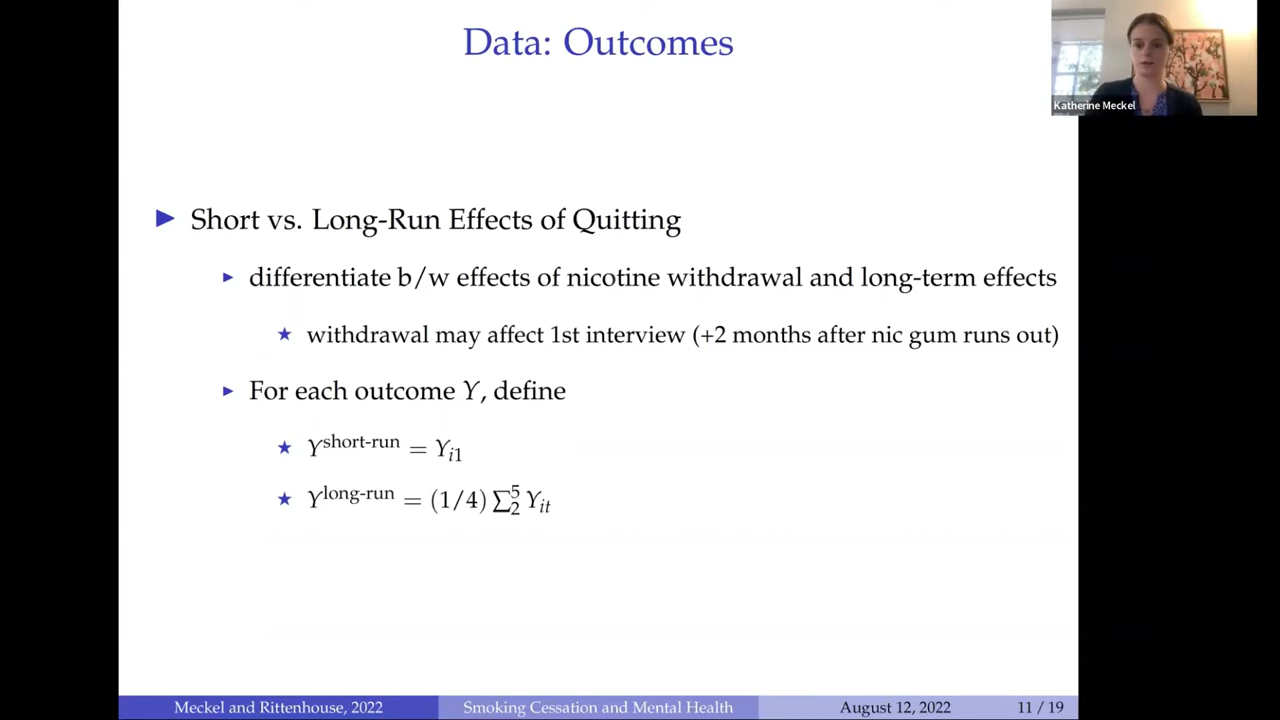 Data: Outcomes
Katherine Meckel
▶ Short vs. Long-Run Effects of Quitting
▶ differentiate b/w effects of nicotine withdrawal and long-term effects
★ withdrawal may affect 1st interview (+2 months after nic gum runs out)
▶ For each outcome Y, define
★ Y^short-run = Y_i1
★ Y^long-run = (1/4) ∑_2^5 Y_it
Meckel and Rittenhouse, 2022 Smoking Cessation and Mental Health August 12, 2022 11 / 19